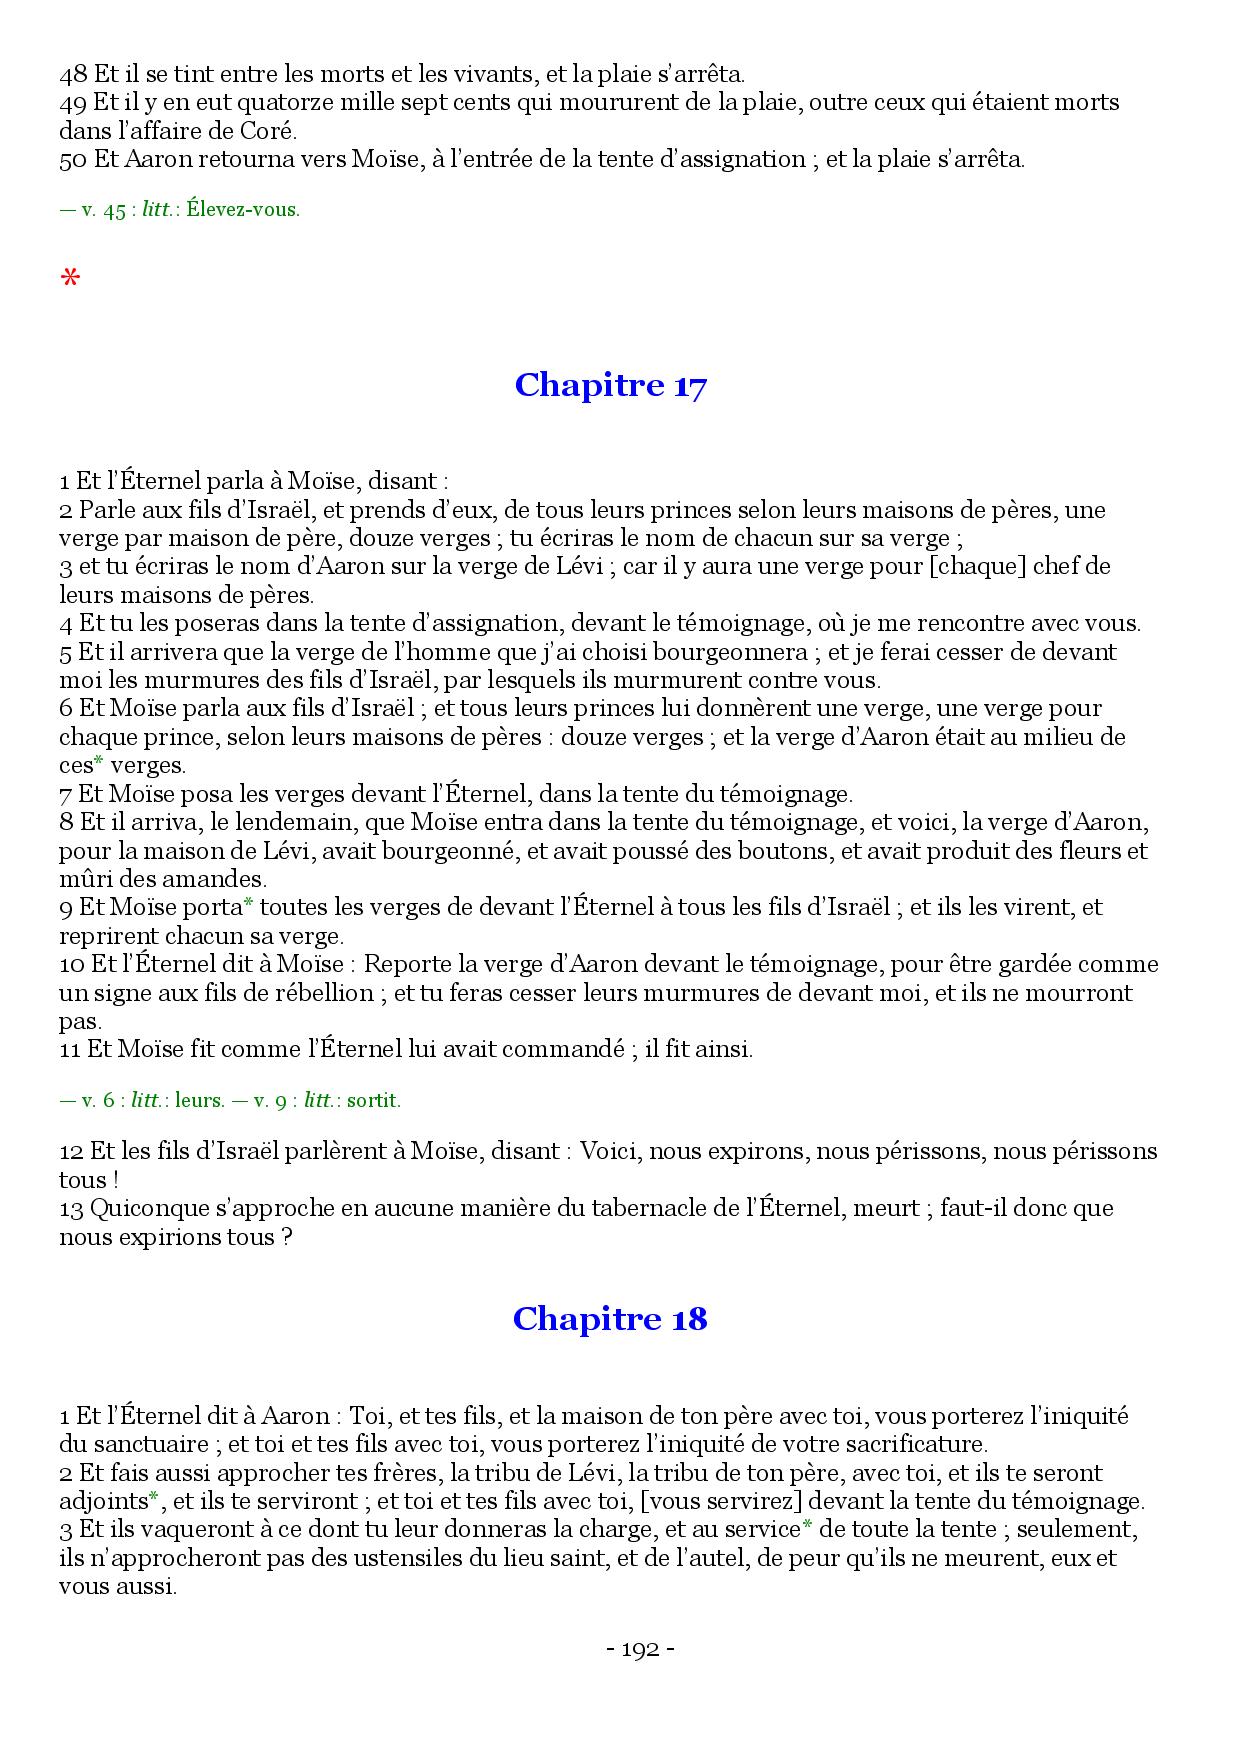 48 Et il se tint entre les morts et les vivants, et la plaie s’arrêta.
49 Et il y en eut quatorze mille sept cents qui moururent de la plaie, outre ceux qui étaient morts
dans l’affaire de Coré.
50 Et Aaron retourna vers Moïse, à l’entrée de la tente d’assignation ; et la plaie s’arrêta.
— v. 45 : litt.: Élevez-vous.
*
Chapitre 17
1 Et l’Éternel parla à Moïse, disant :
2 Parle aux fils d’Israël, et prends d’eux, de tous leurs princes selon leurs maisons de pères, une
verge par maison de père, douze verges ; tu écriras le nom de chacun sur sa verge ;
3 et tu écriras le nom d’Aaron sur la verge de Lévi ; car il y aura une verge pour [chaque] chef de
leurs maisons de pères.
4 Et tu les poseras dans la tente d’assignation, devant le témoignage, où je me rencontre avec vous.
5 Et il arrivera que la verge de l’homme que j’ai choisi bourgeonnera ; et je ferai cesser de devant
moi les murmures des fils d’Israël, par lesquels ils murmurent contre vous.
6 Et Moïse parla aux fils d’Israël ; et tous leurs princes lui donnèrent une verge, une verge pour
chaque prince, selon leurs maisons de pères : douze verges ; et la verge d’Aaron était au milieu de
ces* verges.
7 Et Moïse posa les verges devant l’Éternel, dans la tente du témoignage.
8 Et il arriva, le lendemain, que Moïse entra dans la tente du témoignage, et voici, la verge d’Aaron,
pour la maison de Lévi, avait bourgeonné, et avait poussé des boutons, et avait produit des fleurs et
mûri des amandes.
9 Et Moïse porta* toutes les verges de devant l’Éternel à tous les fils d’Israël ; et ils les virent, et
reprirent chacun sa verge.
10 Et l’Éternel dit à Moïse : Reporte la verge d’Aaron devant le témoignage, pour être gardée comme
un signe aux fils de rébellion ; et tu feras cesser leurs murmures de devant moi, et ils ne mourront
pas.
11 Et Moïse fit comme l’Éternel lui avait commandé ; il fit ainsi.
— v. 6 : litt.: leurs. — v. 9 : litt.: sortit.
12 Et les fils d’Israël parlèrent à Moïse, disant : Voici, nous expirons, nous périssons, nous périssons
tous !
13 Quiconque s’approche en aucune manière du tabernacle de l’Éternel, meurt ; faut-il donc que
nous expirions tous ?
Chapitre 18
1 Et l’Éternel dit à Aaron : Toi, et tes fils, et la maison de ton père avec toi, vous porterez l’iniquité
du sanctuaire ; et toi et tes fils avec toi, vous porterez l’iniquité de votre sacrificature.
2 Et fais aussi approcher tes frères, la tribu de Lévi, la tribu de ton père, avec toi, et ils te seront
adjoints*, et ils te serviront ; et toi et tes fils avec toi, [vous servirez] devant la tente du témoignage.
3 Et ils vaqueront à ce dont tu leur donneras la charge, et au service* de toute la tente ; seulement,
ils n’approcheront pas des ustensiles du lieu saint, et de l’autel, de peur qu’ils ne meurent, eux et
vous aussi.
- 192 -